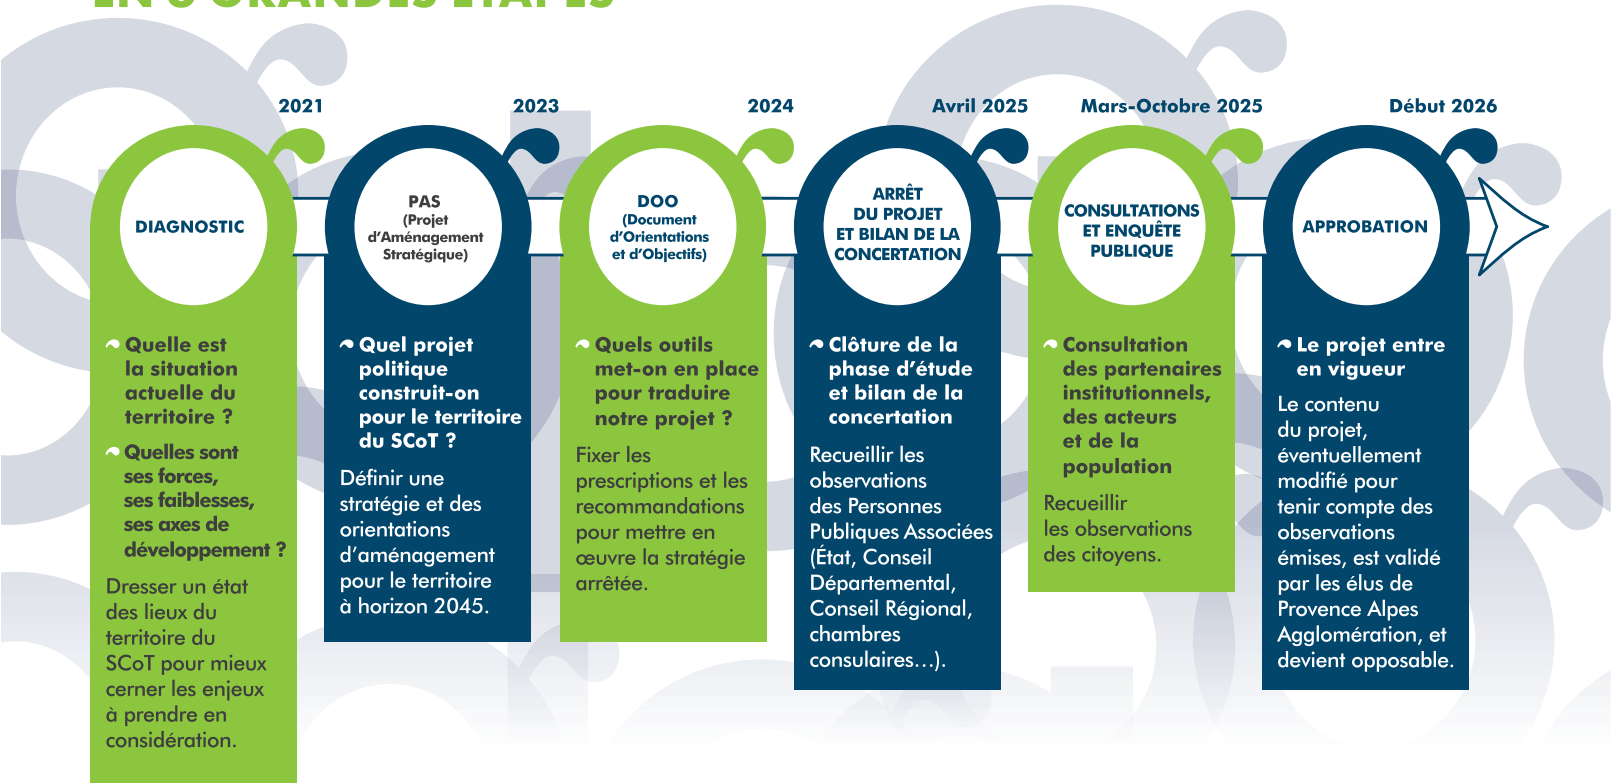 EN 6 GRANDES ÉTAPES
2021
DIAGNOSTIC
Quelle est
la situation
actuelle du
territoire ?
Quelles sont
ses forces,
ses faiblesses,
ses axes de
développement ?
Dresser un état
des lieux du
territoire du
SCoT pour mieux
cerner les enjeux
à prendre en
considération.
2023
PAS
(Projet
d’Aménagement
Stratégique)
Quel projet
politique
construit-on
pour le territoire
du SCoT ?
Définir une
stratégie et des
orientations
d’aménagement
pour le territoire
à horizon 2045.
2024
DOO
(Document
d’Orientations
et d’Objectifs)
Quels outils
met-on en place
pour traduire
notre projet ?
Fixer les
prescriptions et les
recommandations
pour mettre en
œuvre la stratégie
arrêtée.
Avril 2025
ARRÊT
DU PROJET
ET BILAN DE LA
CONCERTATION
Clôture de la
phase d’étude
et bilan de la
concertation
Recueillir les
observations
des Personnes
Publiques Associées
(État, Conseil
Départemental,
Conseil Régional,
chambres
consulaires...).
Mars-Octobre 2025
CONSULTATIONS
ET ENQUÊTE
PUBLIQUE
Consultation
des partenaires
institutionnels,
des acteurs
et de la
population
Recueillir
les observations
des citoyens.
Début 2026
APPROBATION
Le projet entre
en vigueur
Le contenu
du projet,
éventuellement
modifié pour
tenir compte des
observations
émises, est validé
par les élus de
Provence Alpes
Agglomération, et
devient opposable.